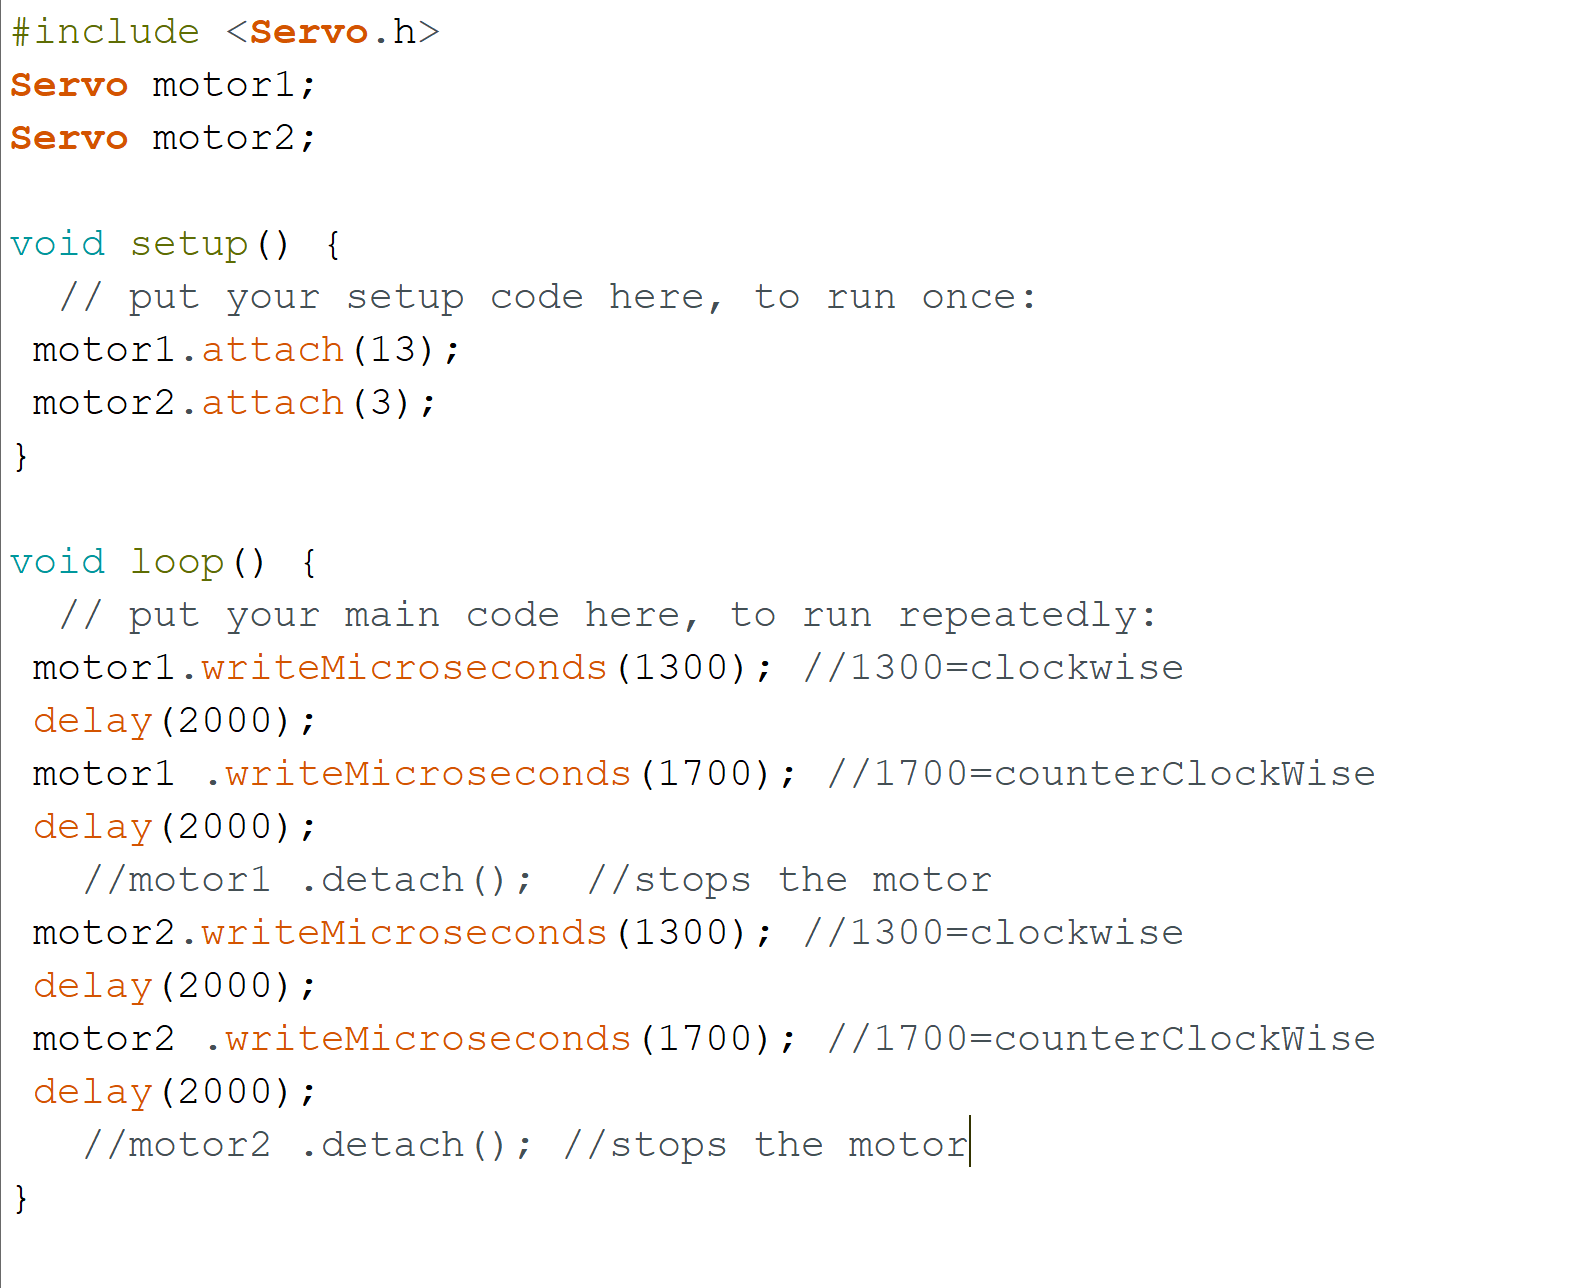 #include <Servo.h>
Servo motor1;
Servo motor2;

void setup() {
  // put your setup code here, to run once:
 motor1.attach(13);
 motor2.attach(3);
}

void loop() {
  // put your main code here, to run repeatedly:
 motor1.writeMicroseconds(1300); //1300=clockwise
 delay(2000);
 motor1 .writeMicroseconds(1700); //1700=counterClockWise
 delay(2000);
   //motor1 .detach();  //stops the motor
 motor2.writeMicroseconds(1300); //1300=clockwise
 delay(2000);
 motor2 .writeMicroseconds(1700); //1700=counterClockWise
 delay(2000);
   //motor2 .detach(); //stops the motor
}